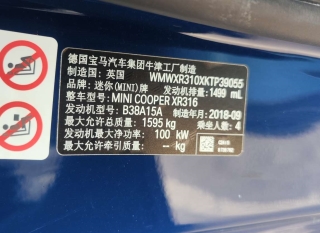 德国宝马汽车集团牛津工厂制造
制造国：英国 WMWXR310XKTP39055
品牌：迷你(MINI)牌 发动机排量：1499 mL
整车型号：MINI COOPER XR316
发动机型号：B38A15A 制造年月：2018-09
最大允许总质量：1595 kg 乘坐人数：4
发动机最大净功率：100 kW
最大允许牵引质量：-- kg